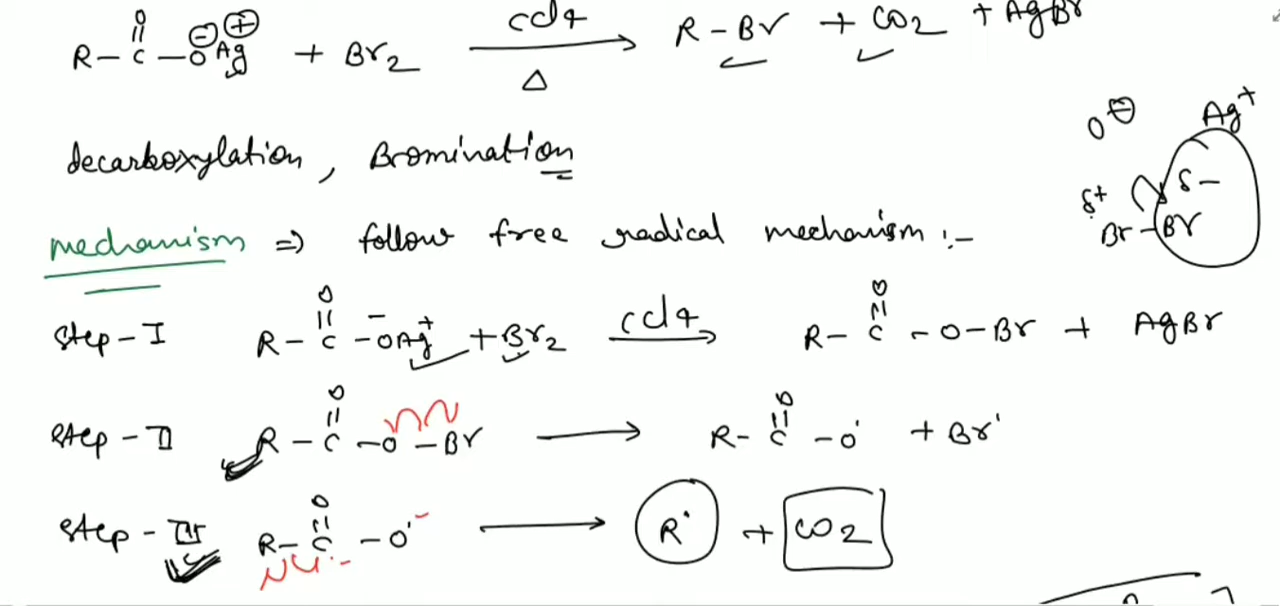 R-C(=O)-O⊖Ag⊕ + Br2 →(ccl4, Δ) R-Br + CO2 + AgBr
decarboxylation, Bromination
O⊖ Ag+
δ+ δ-
Br-Br
mechanism ⇒ follow free radical mechanism :-
Step-I R-C(=O)-O⁻Ag⁺ + Br2 →(ccl4) R-C(=O)-O-Br + AgBr
Step-II R-C(=O)-O-Br → R-C(=O)-O˙ + Br˙
Step-III R-C(=O)-O˙ → R˙ + CO2